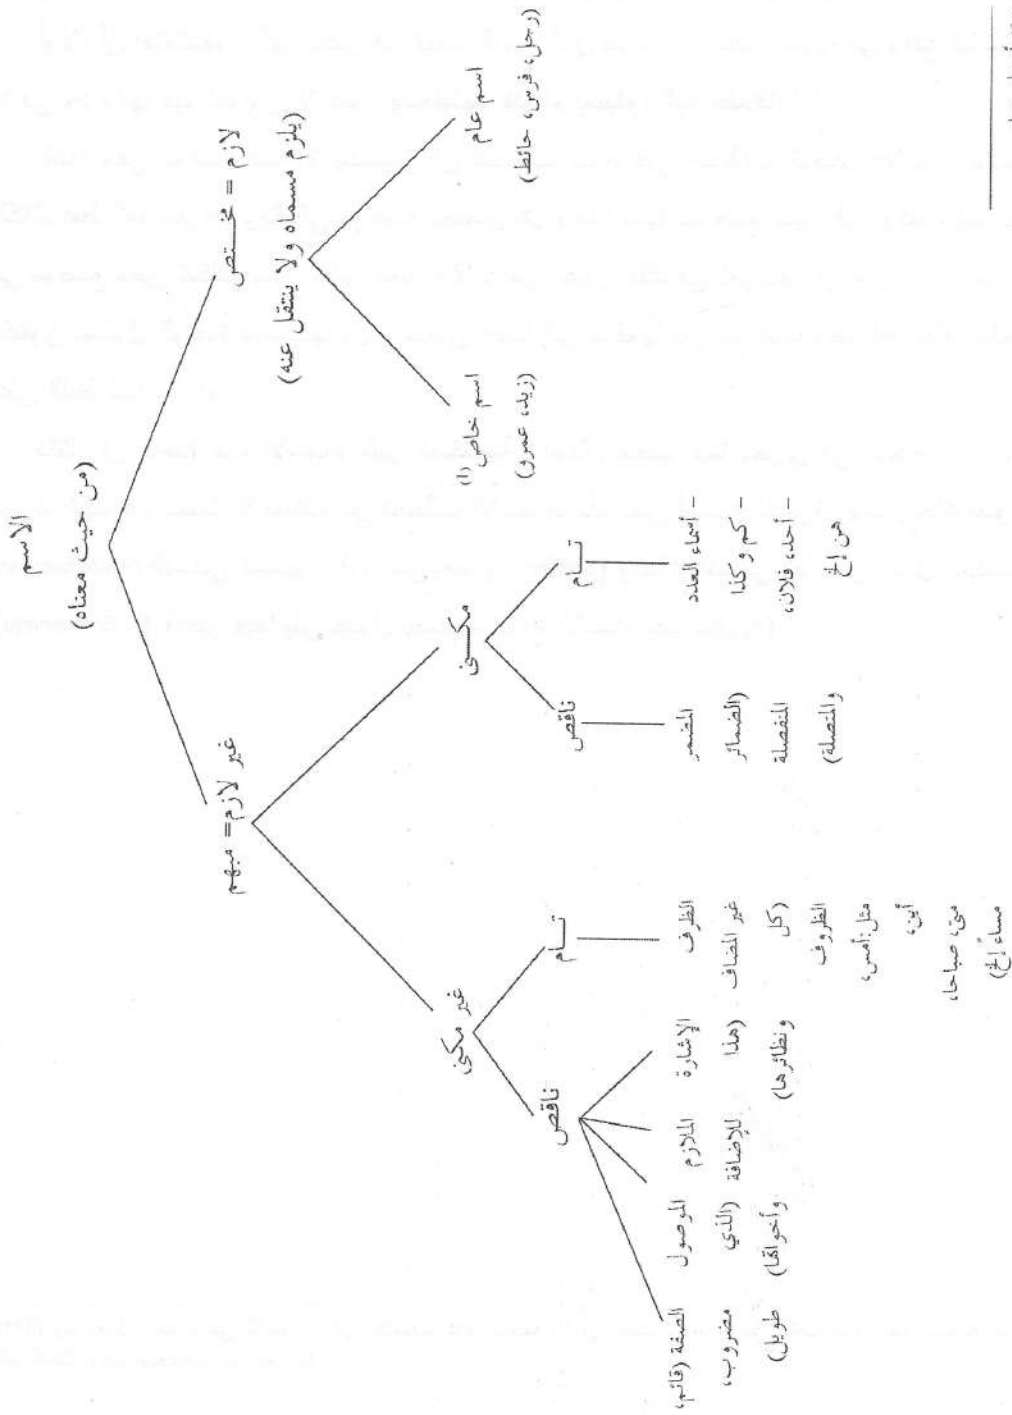 الاسم
(من حيث معناه)
لازم = مختص
(يلزم مسماه ولا ينتقل عنه)
غير لازم= مبهم
اسم عام
(رجل، فرس، حائط)
اسم خاص(1)
(زيد، عمرو)
مكنى
غير مكنى
تام
- أسماء العدد
- كم وكذا
- أحد، فلان،
هن إلخ
ناقص
المضمر
(الضمائر
المنفصلة
والمتصلة)
تام
الظرف
غير المضاف
(كل
الظروف
مثل: أمس،
أين،
متى، صباحا،
مساء إلخ)
ناقص
الإشارة
(هذا
ونظائرها)
الملازم
للإضافة
الموصول
(الذي
وأخواتها)
الصفة (قائم،
مضروب،
طويل)